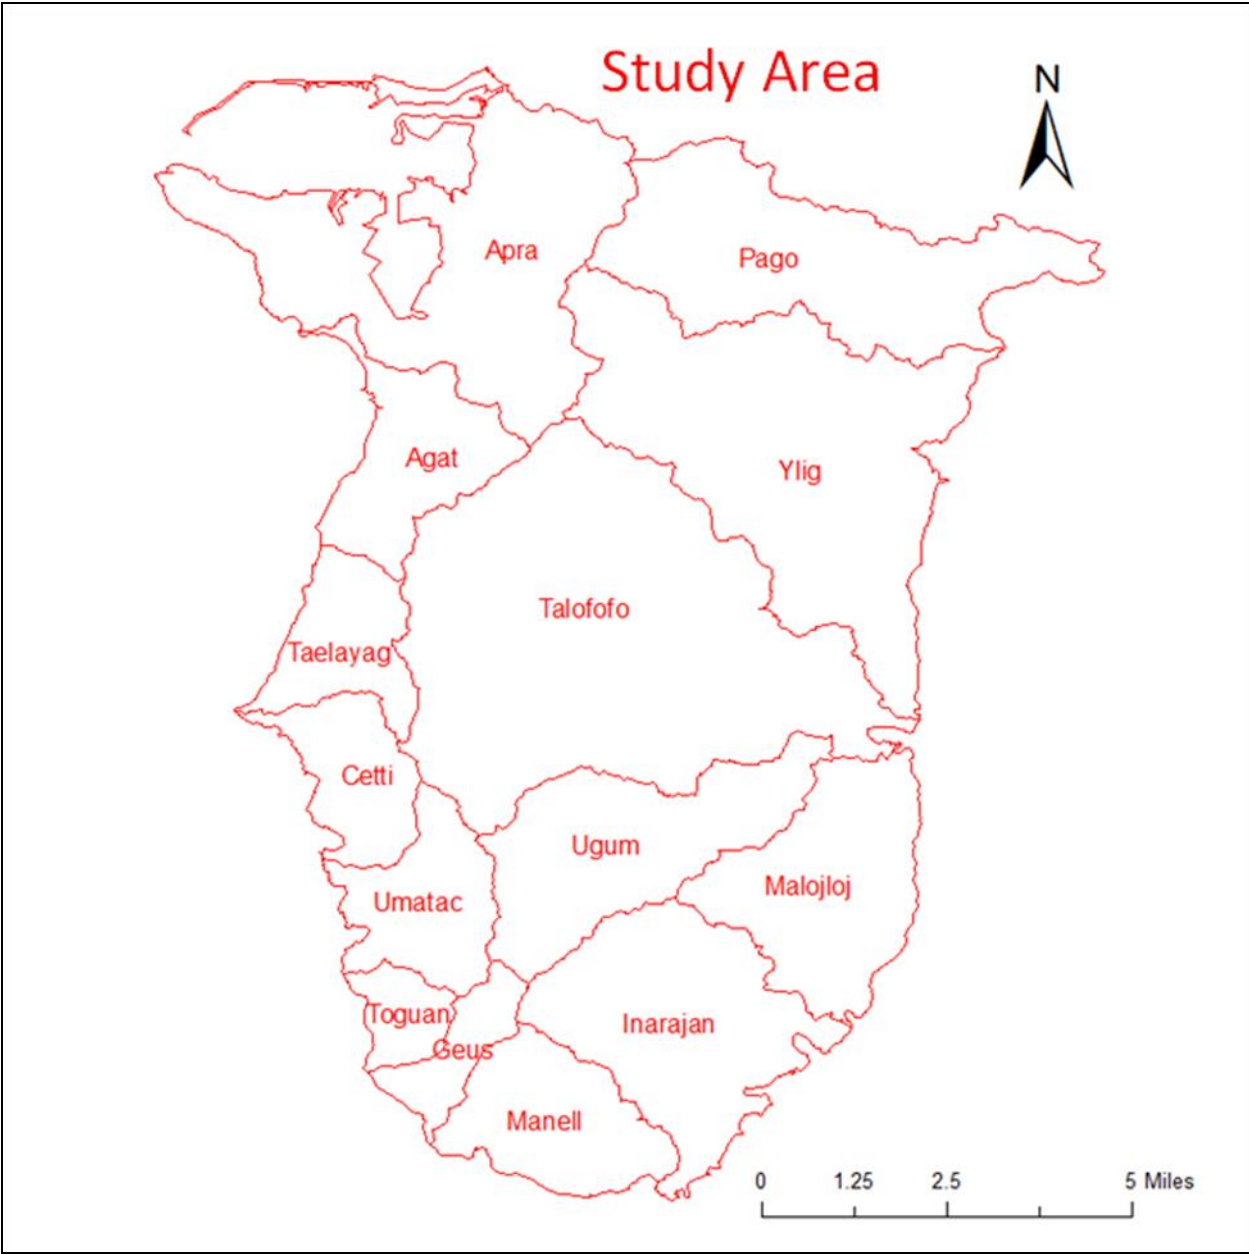 Study Area
N
Apra
Pago
Agat
Ylig
Talofofo
Taelayag
Cetti
Ugum
Malojloj
Umatac
Toguan
Inarajan
Geus
Manell
0 1.25 2.5 5 Miles